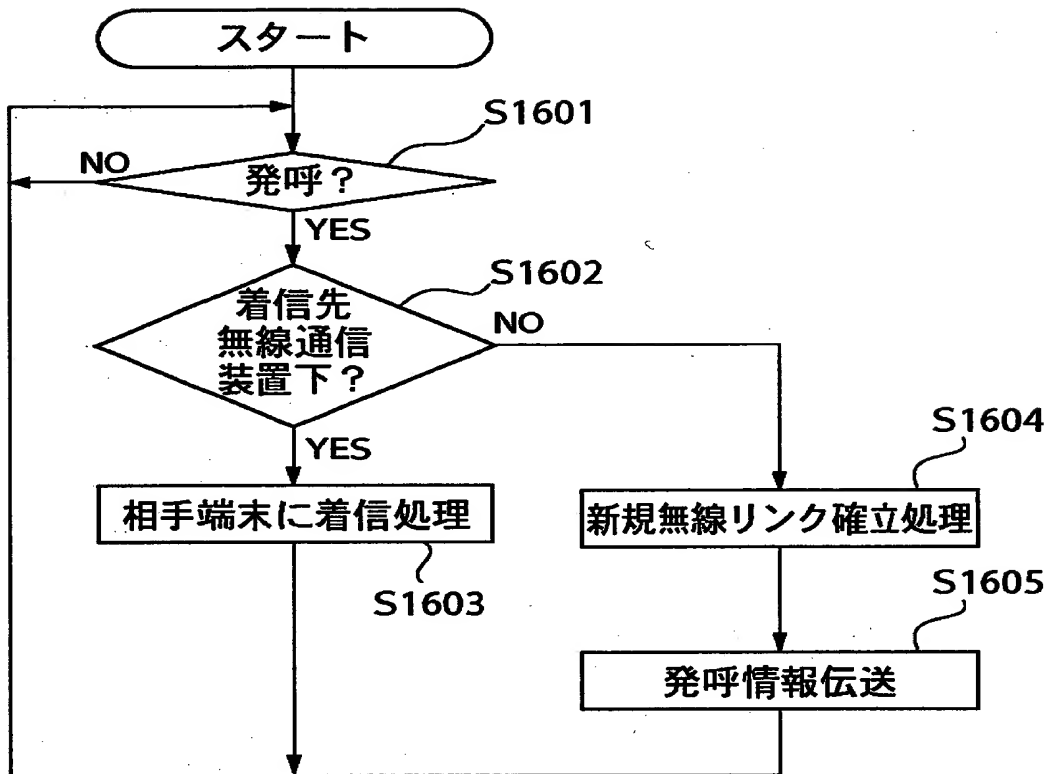 スタート
S1601
NO
発呼？
YES
S1602
着信先
無線通信
装置下？
NO
YES
S1604
相手端末に着信処理
新規無線リンク確立処理
S1603
S1605
発呼情報伝送